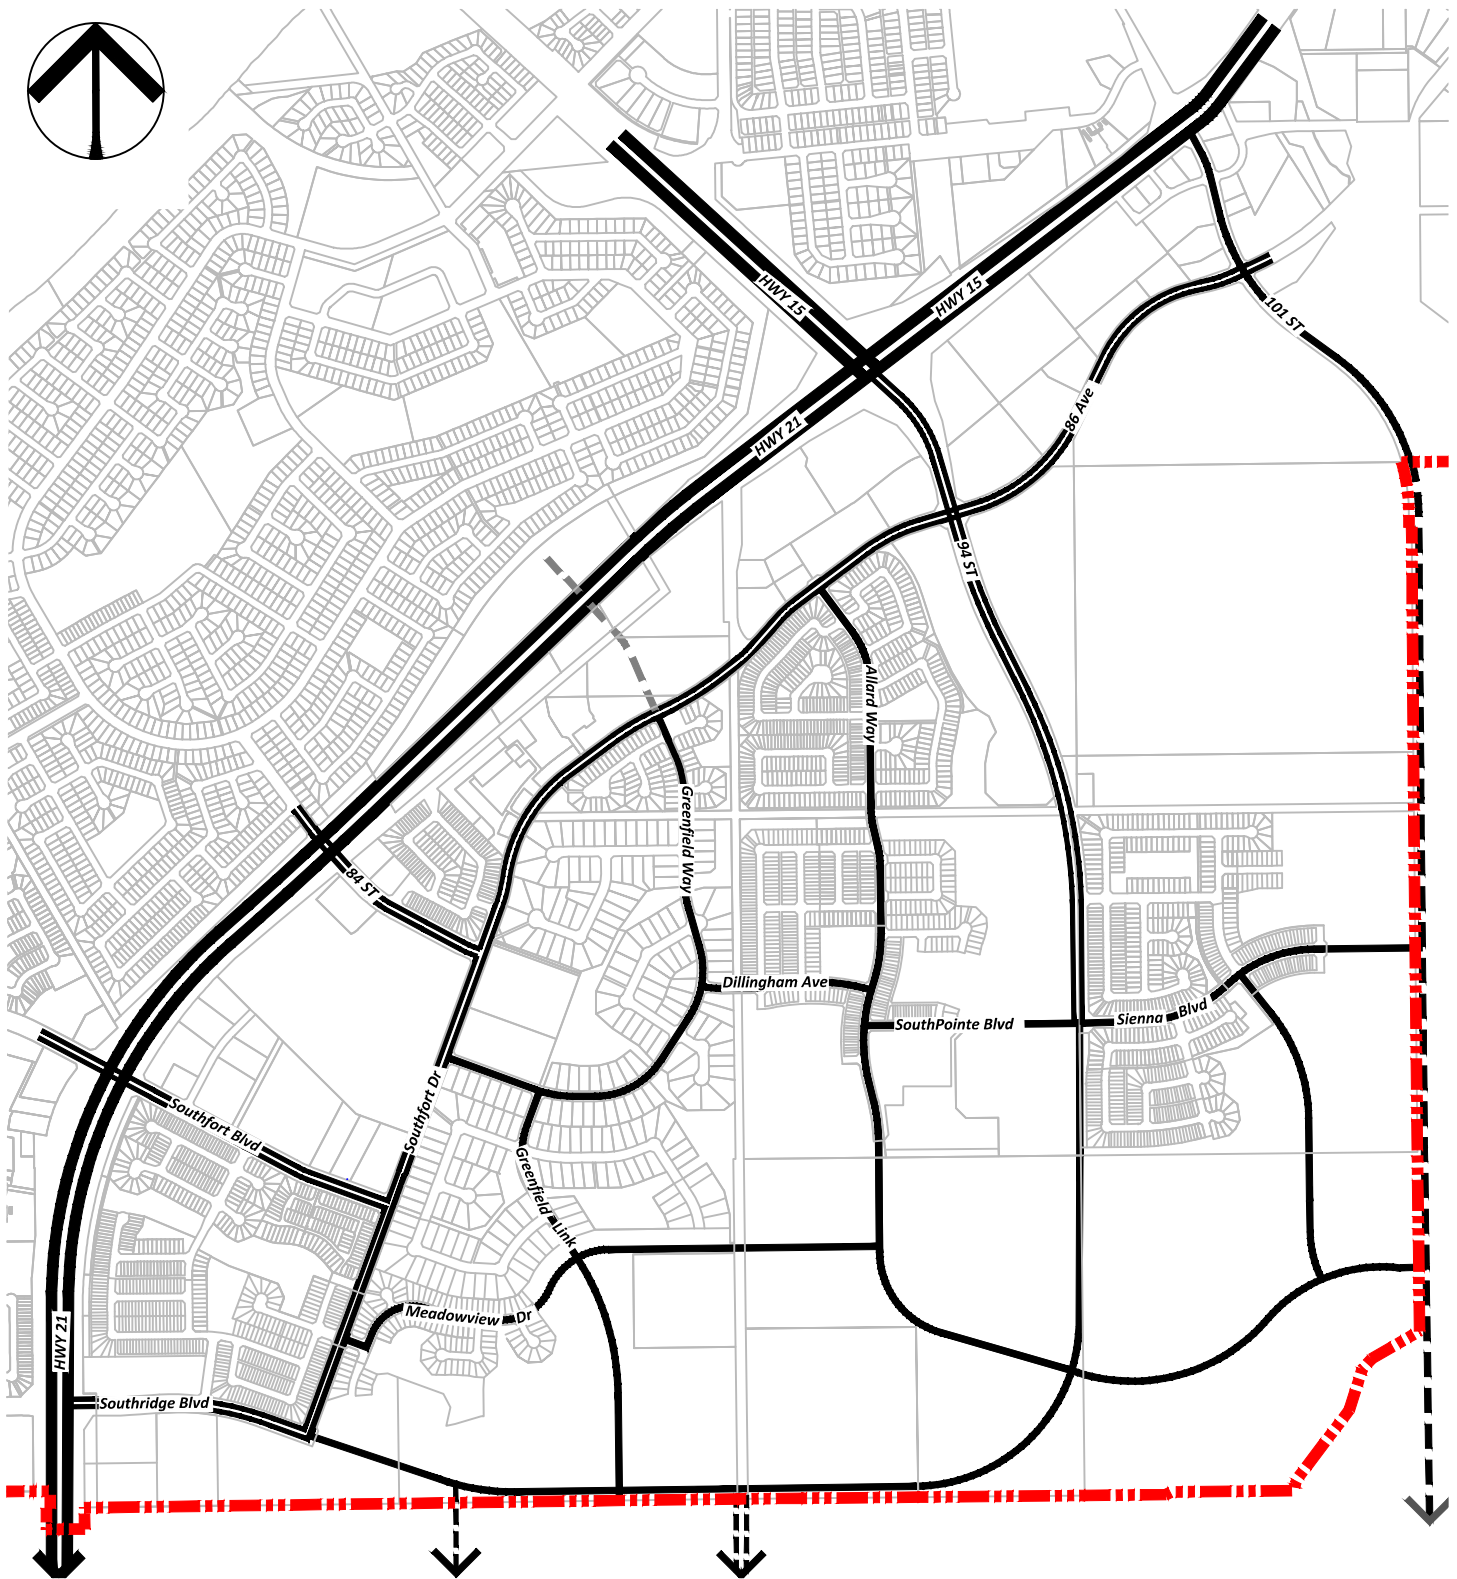 HWY 15
HWY 15
101 ST
86 Ave
HWY 21
94 ST
Allard Way
Greenfield Way
84 ST
Dillingham Ave
SouthPointe Blvd
Sienna Blvd
Southfort Dr
Southfort Blvd
Greenfield Link
Meadowview Dr
HWY 21
Southridge Blvd